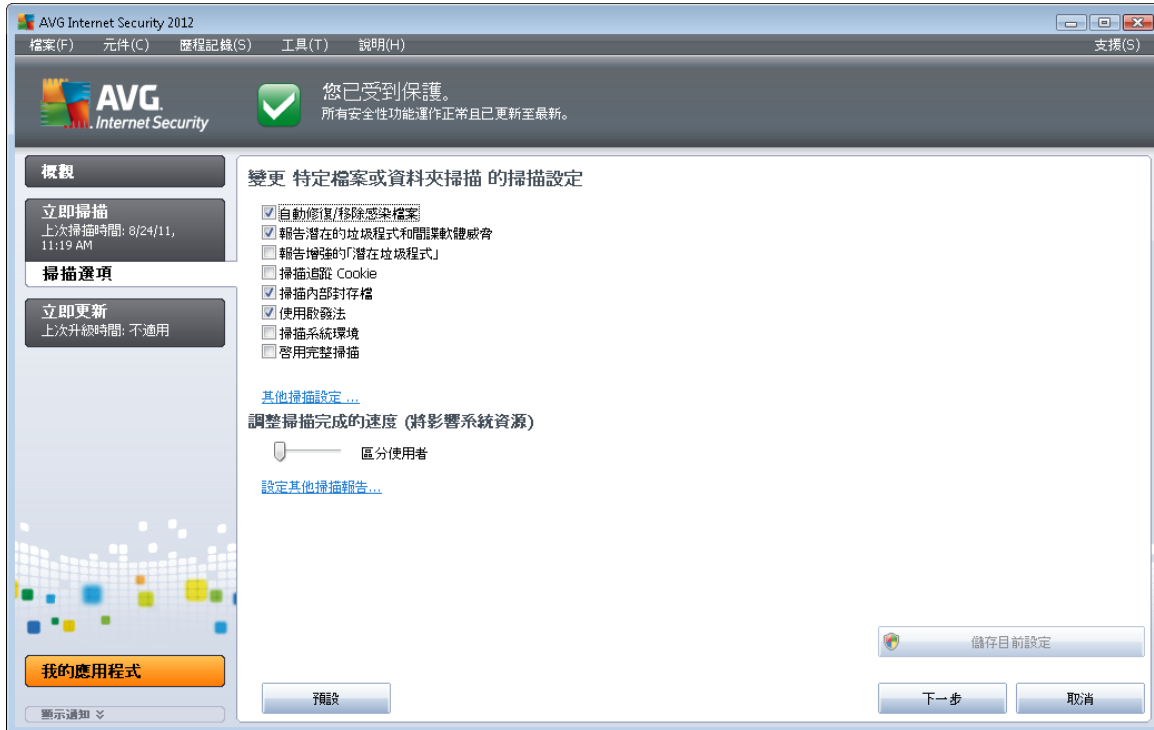 AVG Internet Security 2012
檔案(F) 元件(C) 歷程記錄(S) 工具(T) 說明(H) 支援(S)
AVG.
Internet Security
您已受到保護。
所有安全性功能運作正常且已更新至最新。
概觀
立即掃描
上次掃描時間: 8/24/11,
11:19 AM
掃描選項
立即更新
上次升級時間: 不適用
我的應用程式
顯示通知
變更 特定檔案或資料夾掃描 的掃描設定
自動修復/移除感染檔案
報告潛在的垃圾程式和間諜軟體威脅
報告增強的「潛在垃圾程式」
掃描追蹤 Cookie
掃描內部封存檔
使用啟發法
掃描系統環境
啓用完整掃描
其他掃描設定 ...
調整掃描完成的速度 (將影響系統資源)
區分使用者
設定其他掃描報告...
儲存目前設定
預設 下一步 取消